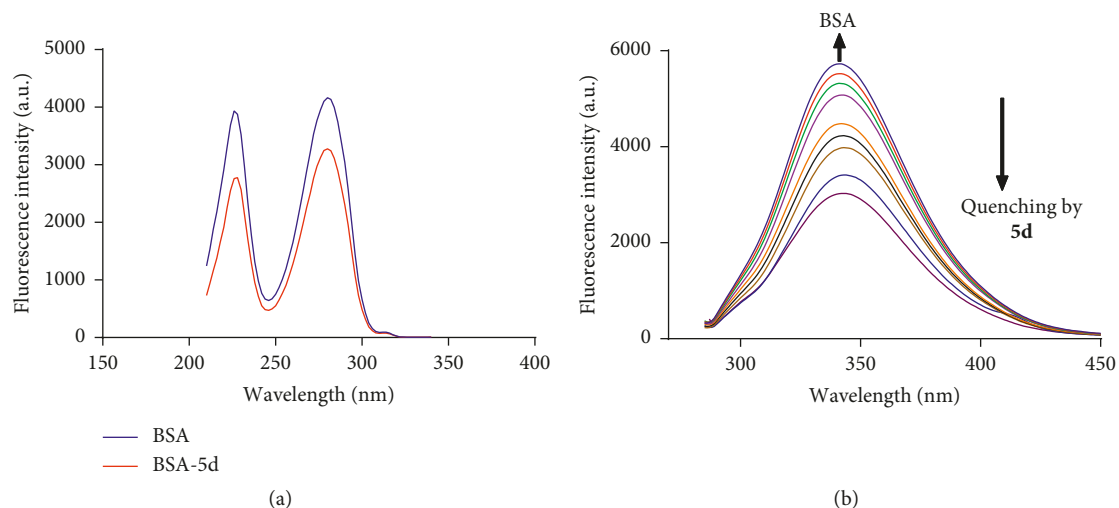 5000
4000
3000
2000
1000
0
150
200
250
300
350
400
Fluorescence intensity (a.u.)
Wavelength (nm)
BSA
BSA-5d
(a)
BSA
6000
4000
2000
0
300
350
400
450
Fluorescence intensity (a.u.)
Quenching by
5d
Wavelength (nm)
(b)